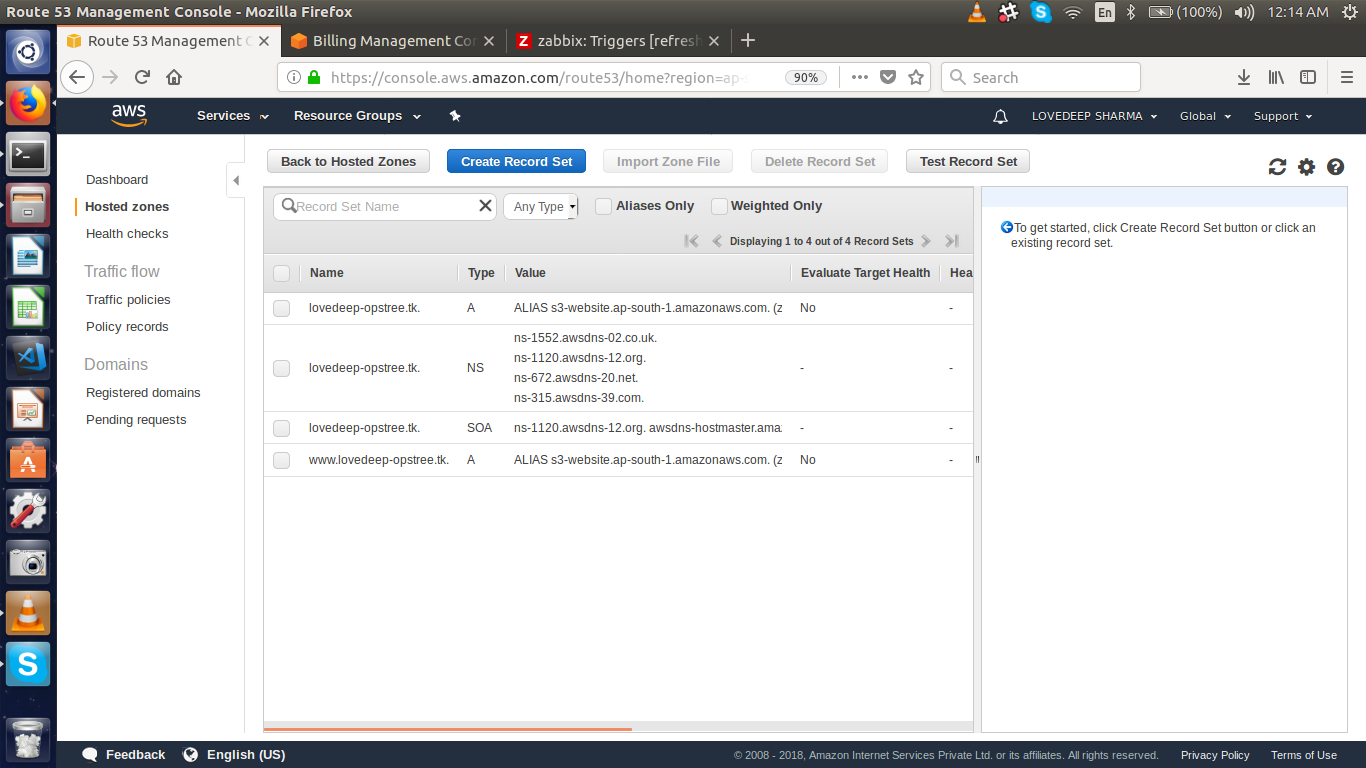 Route 53 Management Console - Mozilla Firefox
En
(100%)
12:14 AM
Route 53 Management C
Billing Management Con
zabbix: Triggers [refresh
https://console.aws.amazon.com/route53/home?region=ap-
90%
Search
aws
Services
Resource Groups
LOVEDEEP SHARMA
Global
Support
Dashboard
Hosted zones
Health checks
Traffic flow
Traffic policies
Policy records
Domains
Registered domains
Pending requests
Back to Hosted Zones
Create Record Set
Import Zone File
Delete Record Set
Test Record Set
Record Set Name
Any Type
Aliases Only
Weighted Only
Displaying 1 to 4 out of 4 Record Sets
Name Type Value Evaluate Target Health Hea
lovedeep-opstree.tk. A ALIAS s3-website.ap-south-1.amazonaws.com. (z No -
lovedeep-opstree.tk. NS ns-1552.awsdns-02.co.uk.
ns-1120.awsdns-12.org.
ns-672.awsdns-20.net.
ns-315.awsdns-39.com.
- -
lovedeep-opstree.tk. SOA ns-1120.awsdns-12.org. awsdns-hostmaster.ama - -
www.lovedeep-opstree.tk. A ALIAS s3-website.ap-south-1.amazonaws.com. (z No -
To get started, click Create Record Set button or click an
existing record set.
Feedback
English (US)
© 2008 - 2018, Amazon Internet Services Private Ltd. or its affiliates. All rights reserved.
Privacy Policy
Terms of Use